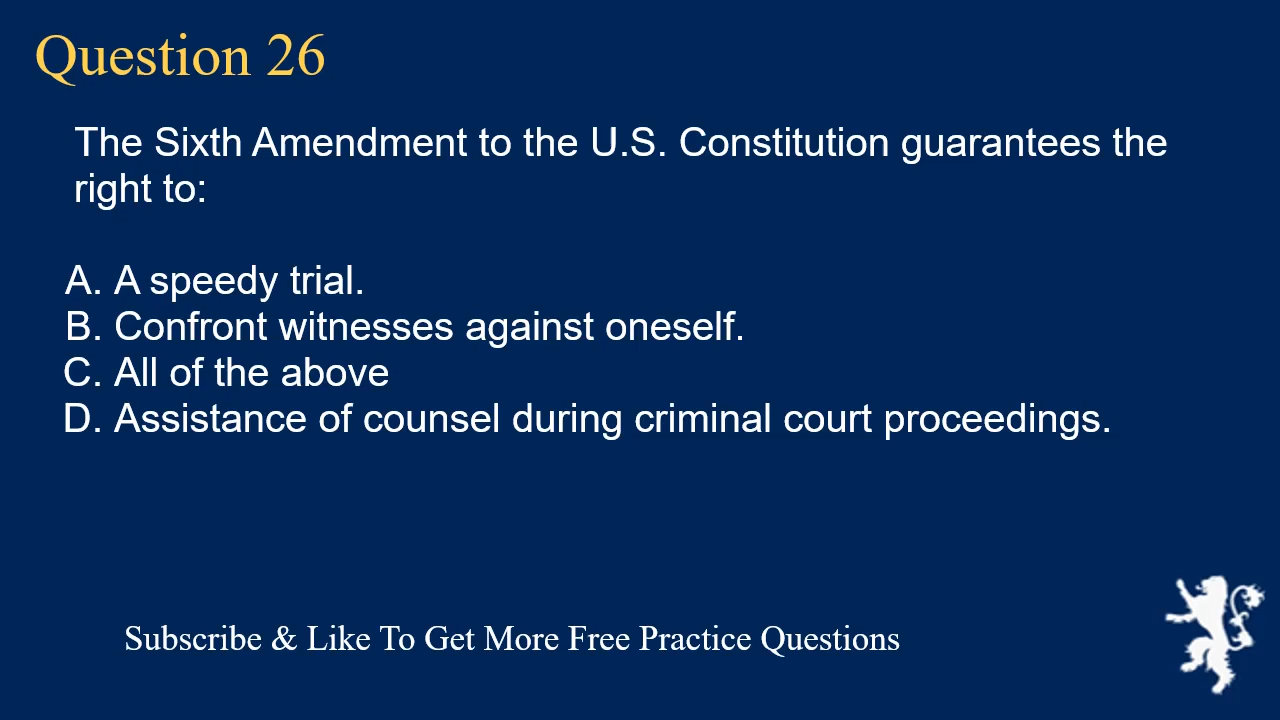 Question 26
The Sixth Amendment to the U.S. Constitution guarantees the
right to:
A. A speedy trial.
B. Confront witnesses against oneself.
C. All of the above
D. Assistance of counsel during criminal court proceedings.
Subscribe & Like To Get More Free Practice Questions